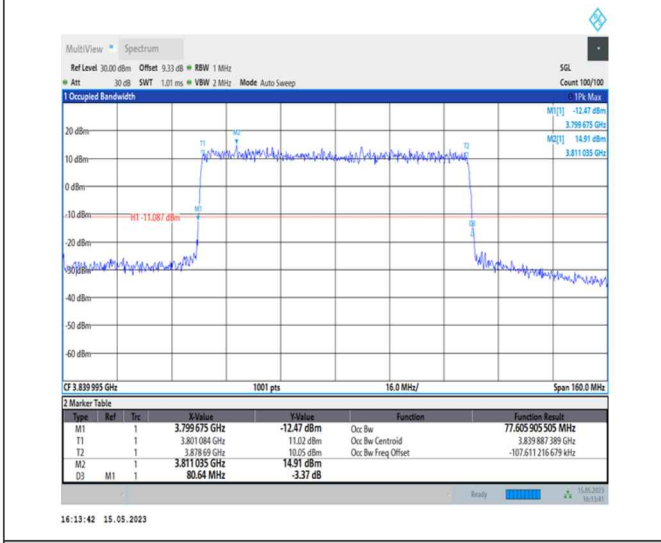 MultiView Spectrum
Ref Level 30.00 dBm Offset 9.33 dB RBW 1 MHz SGL
Att 30 dB SWT 1.01 ms VBW 2 MHz Mode Auto Sweep Count 100/100
1 Occupied Bandwidth 1Pk Max
M1[1] -12.47 dBm
3.799 675 GHz
M2[1] 14.91 dBm
3.811 035 GHz
20 dBm
M2
T1
T2
10 dBm
0 dBm
M1
-10 dBm
H1 -11.087 dBm
D3
-20 dBm
-30 dBm
-40 dBm
-50 dBm
-60 dBm
CF 3.839 995 GHz 1001 pts 16.0 MHz/ Span 160.0 MHz
2 Marker Table
Type Ref Trc X-Value Y-Value Function Function Result
M1 1 3.799 675 GHz -12.47 dBm Occ Bw 77.605 905 505 MHz
T1 1 3.801 084 GHz 11.02 dBm Occ Bw Centroid 3.839 887 389 GHz
T2 1 3.878 69 GHz 10.05 dBm Occ Bw Freq Offset -107.611 216 679 kHz
M2 1 3.811 035 GHz 14.91 dBm
D3 M1 1 80.64 MHz -3.37 dB
Ready 15.05.2023
16:13:41
16:13:42 15.05.2023